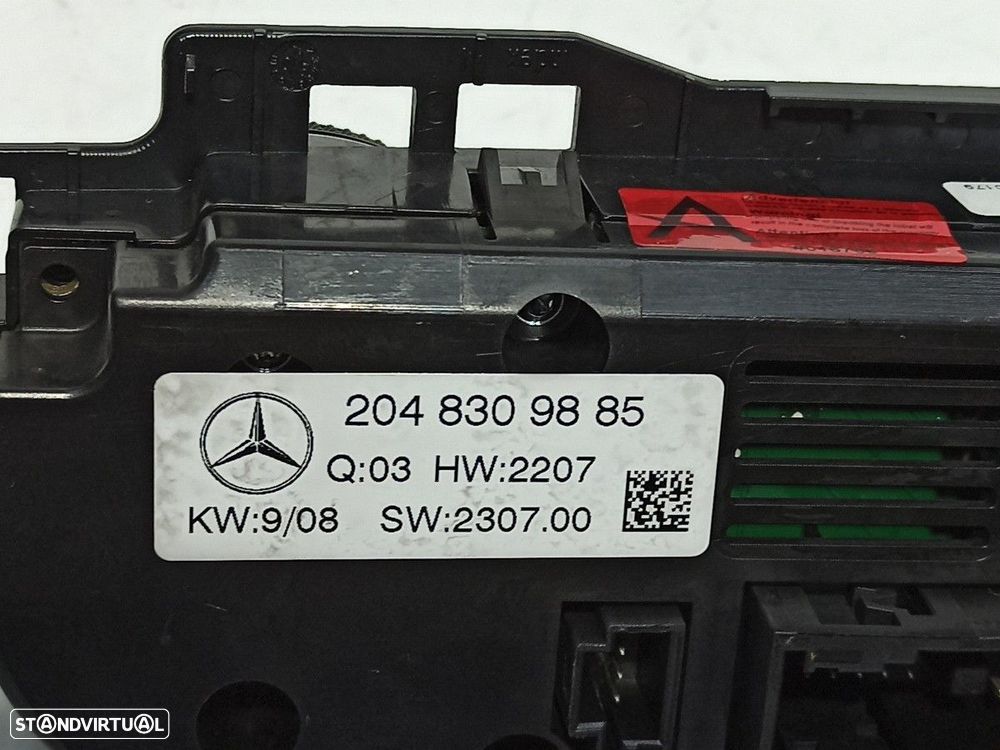 204 830 98 85
Q:03 HW:2207
KW:9/08 SW:2307.00
STANDVIRTUAL